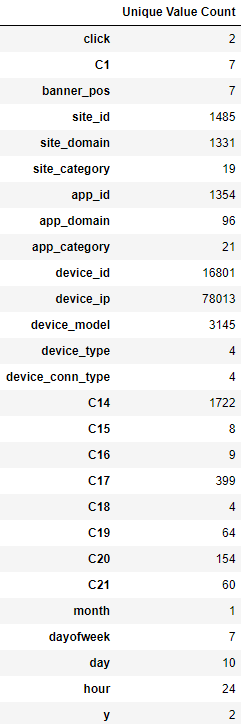 Unique Value Count
click 2
C1 7
banner_pos 7
site_id 1485
site_domain 1331
site_category 19
app_id 1354
app_domain 96
app_category 21
device_id 16801
device_ip 78013
device_model 3145
device_type 4
device_conn_type 4
C14 1722
C15 8
C16 9
C17 399
C18 4
C19 64
C20 154
C21 60
month 1
dayofweek 7
day 10
hour 24
y 2